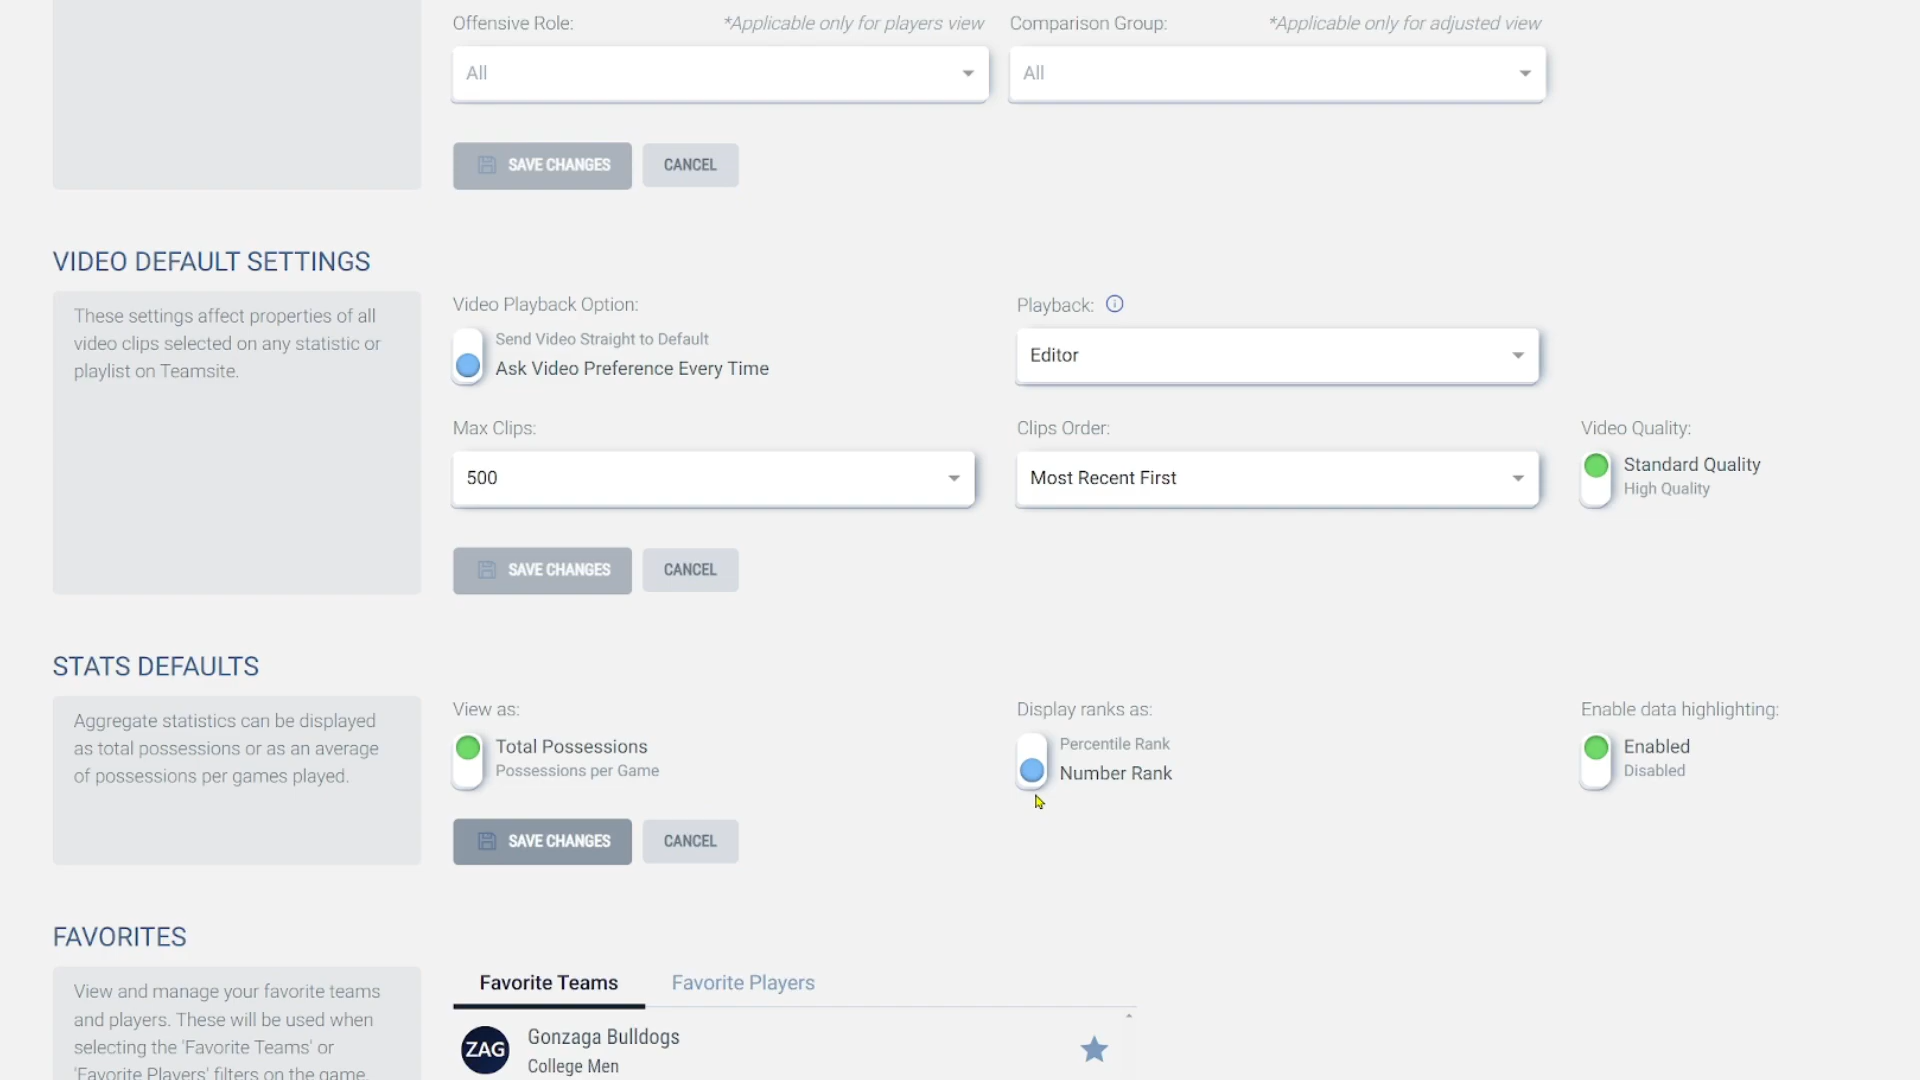 Offensive Role: *Applicable only for players view Comparison Group: *Applicable only for adjusted view
All All
SAVE CHANGES CANCEL
VIDEO DEFAULT SETTINGS
These settings affect properties of all
video clips selected on any statistic or
playlist on Teamsite.
Video Playback Option:
Send Video Straight to Default
Ask Video Preference Every Time
Playback:
Editor
Max Clips:
500
Clips Order:
Most Recent First
Video Quality:
Standard Quality
High Quality
SAVE CHANGES CANCEL
STATS DEFAULTS
Aggregate statistics can be displayed
as total possessions or as an average
of possessions per games played.
View as:
Total Possessions
Possessions per Game
Display ranks as:
Percentile Rank
Number Rank
Enable data highlighting:
Enabled
Disabled
SAVE CHANGES CANCEL
FAVORITES
View and manage your favorite teams
and players. These will be used when
selecting the 'Favorite Teams' or
'Favorite Players' filters on the game,
Favorite Teams Favorite Players
ZAG
Gonzaga Bulldogs
College Men